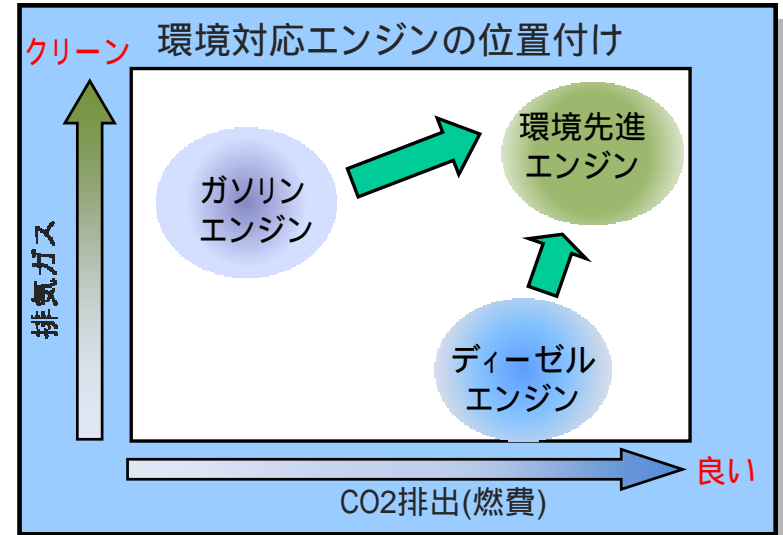 環境対応エンジンの位置付け
クリーン
環境先進
エンジン
ガソリン
エンジン
排気ガス
ディーゼル
エンジン
良い
CO2排出(燃費)